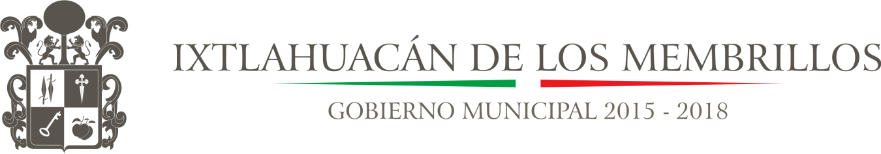 IXTLAHUACÁN DE LOS MEMBRILLOS
GOBIERNO MUNICIPAL 2015 - 2018